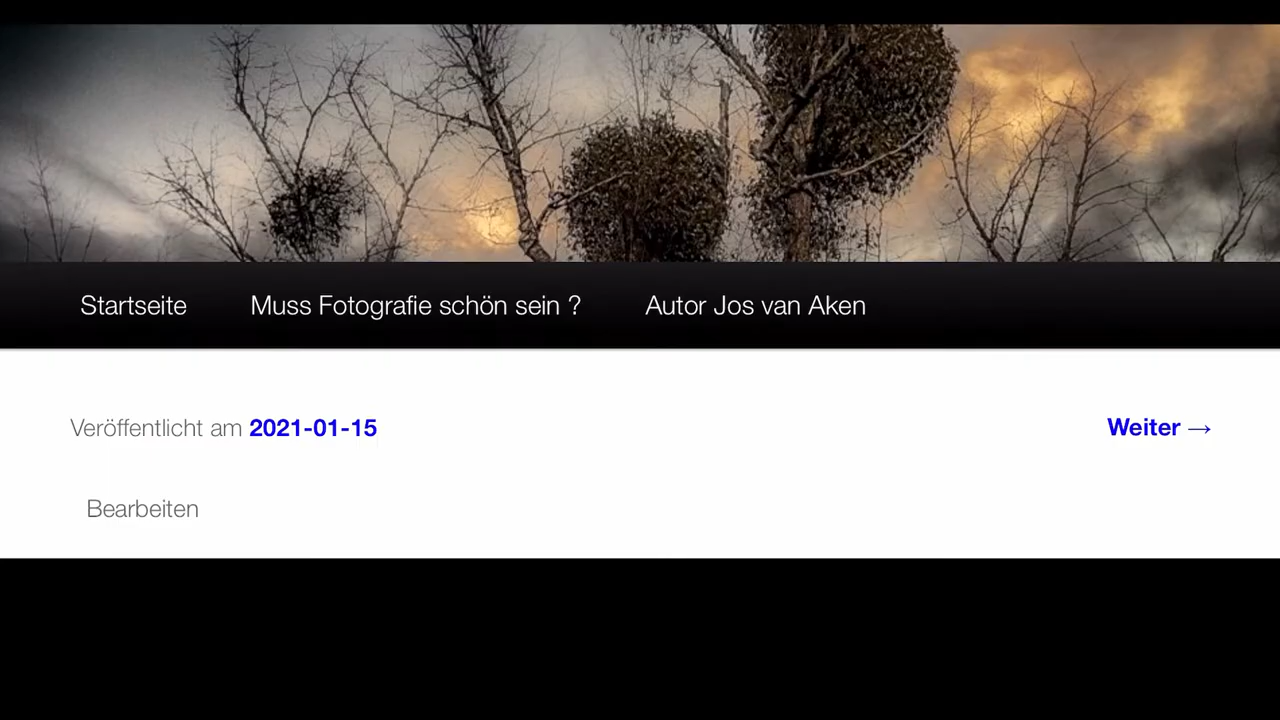 Startseite Muss Fotografie schön sein ? Autor Jos van Aken
Veröffentlicht am 2021-01-15 Weiter →
Bearbeiten